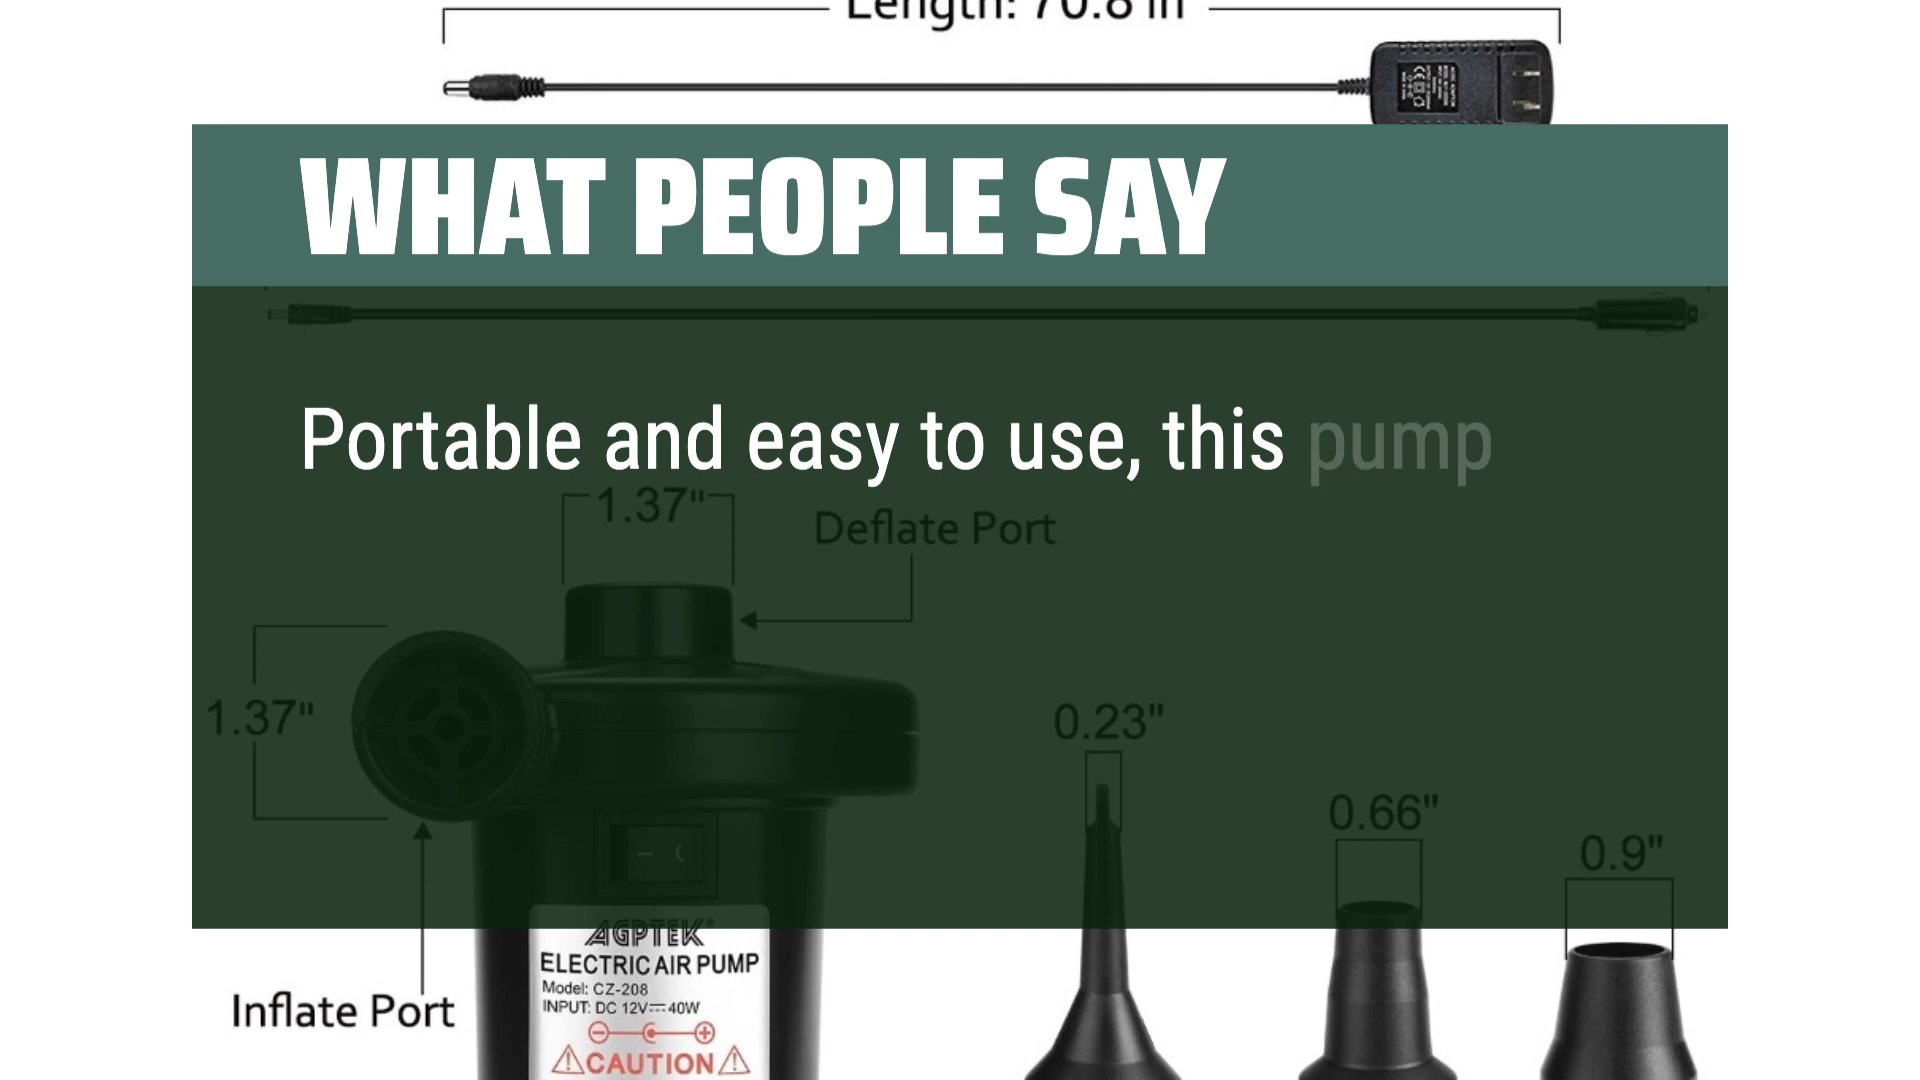 Length: 70.8 in
WHAT PEOPLE SAY
Portable and easy to use, this pump
1.37"
Deflate Port
1.37"
0.23"
0.66"
0.9"
AGPTEK®
ELECTRIC AIR PUMP
Model: CZ-208
INPUT: DC 12V⎓40W
Inflate Port
CAUTION